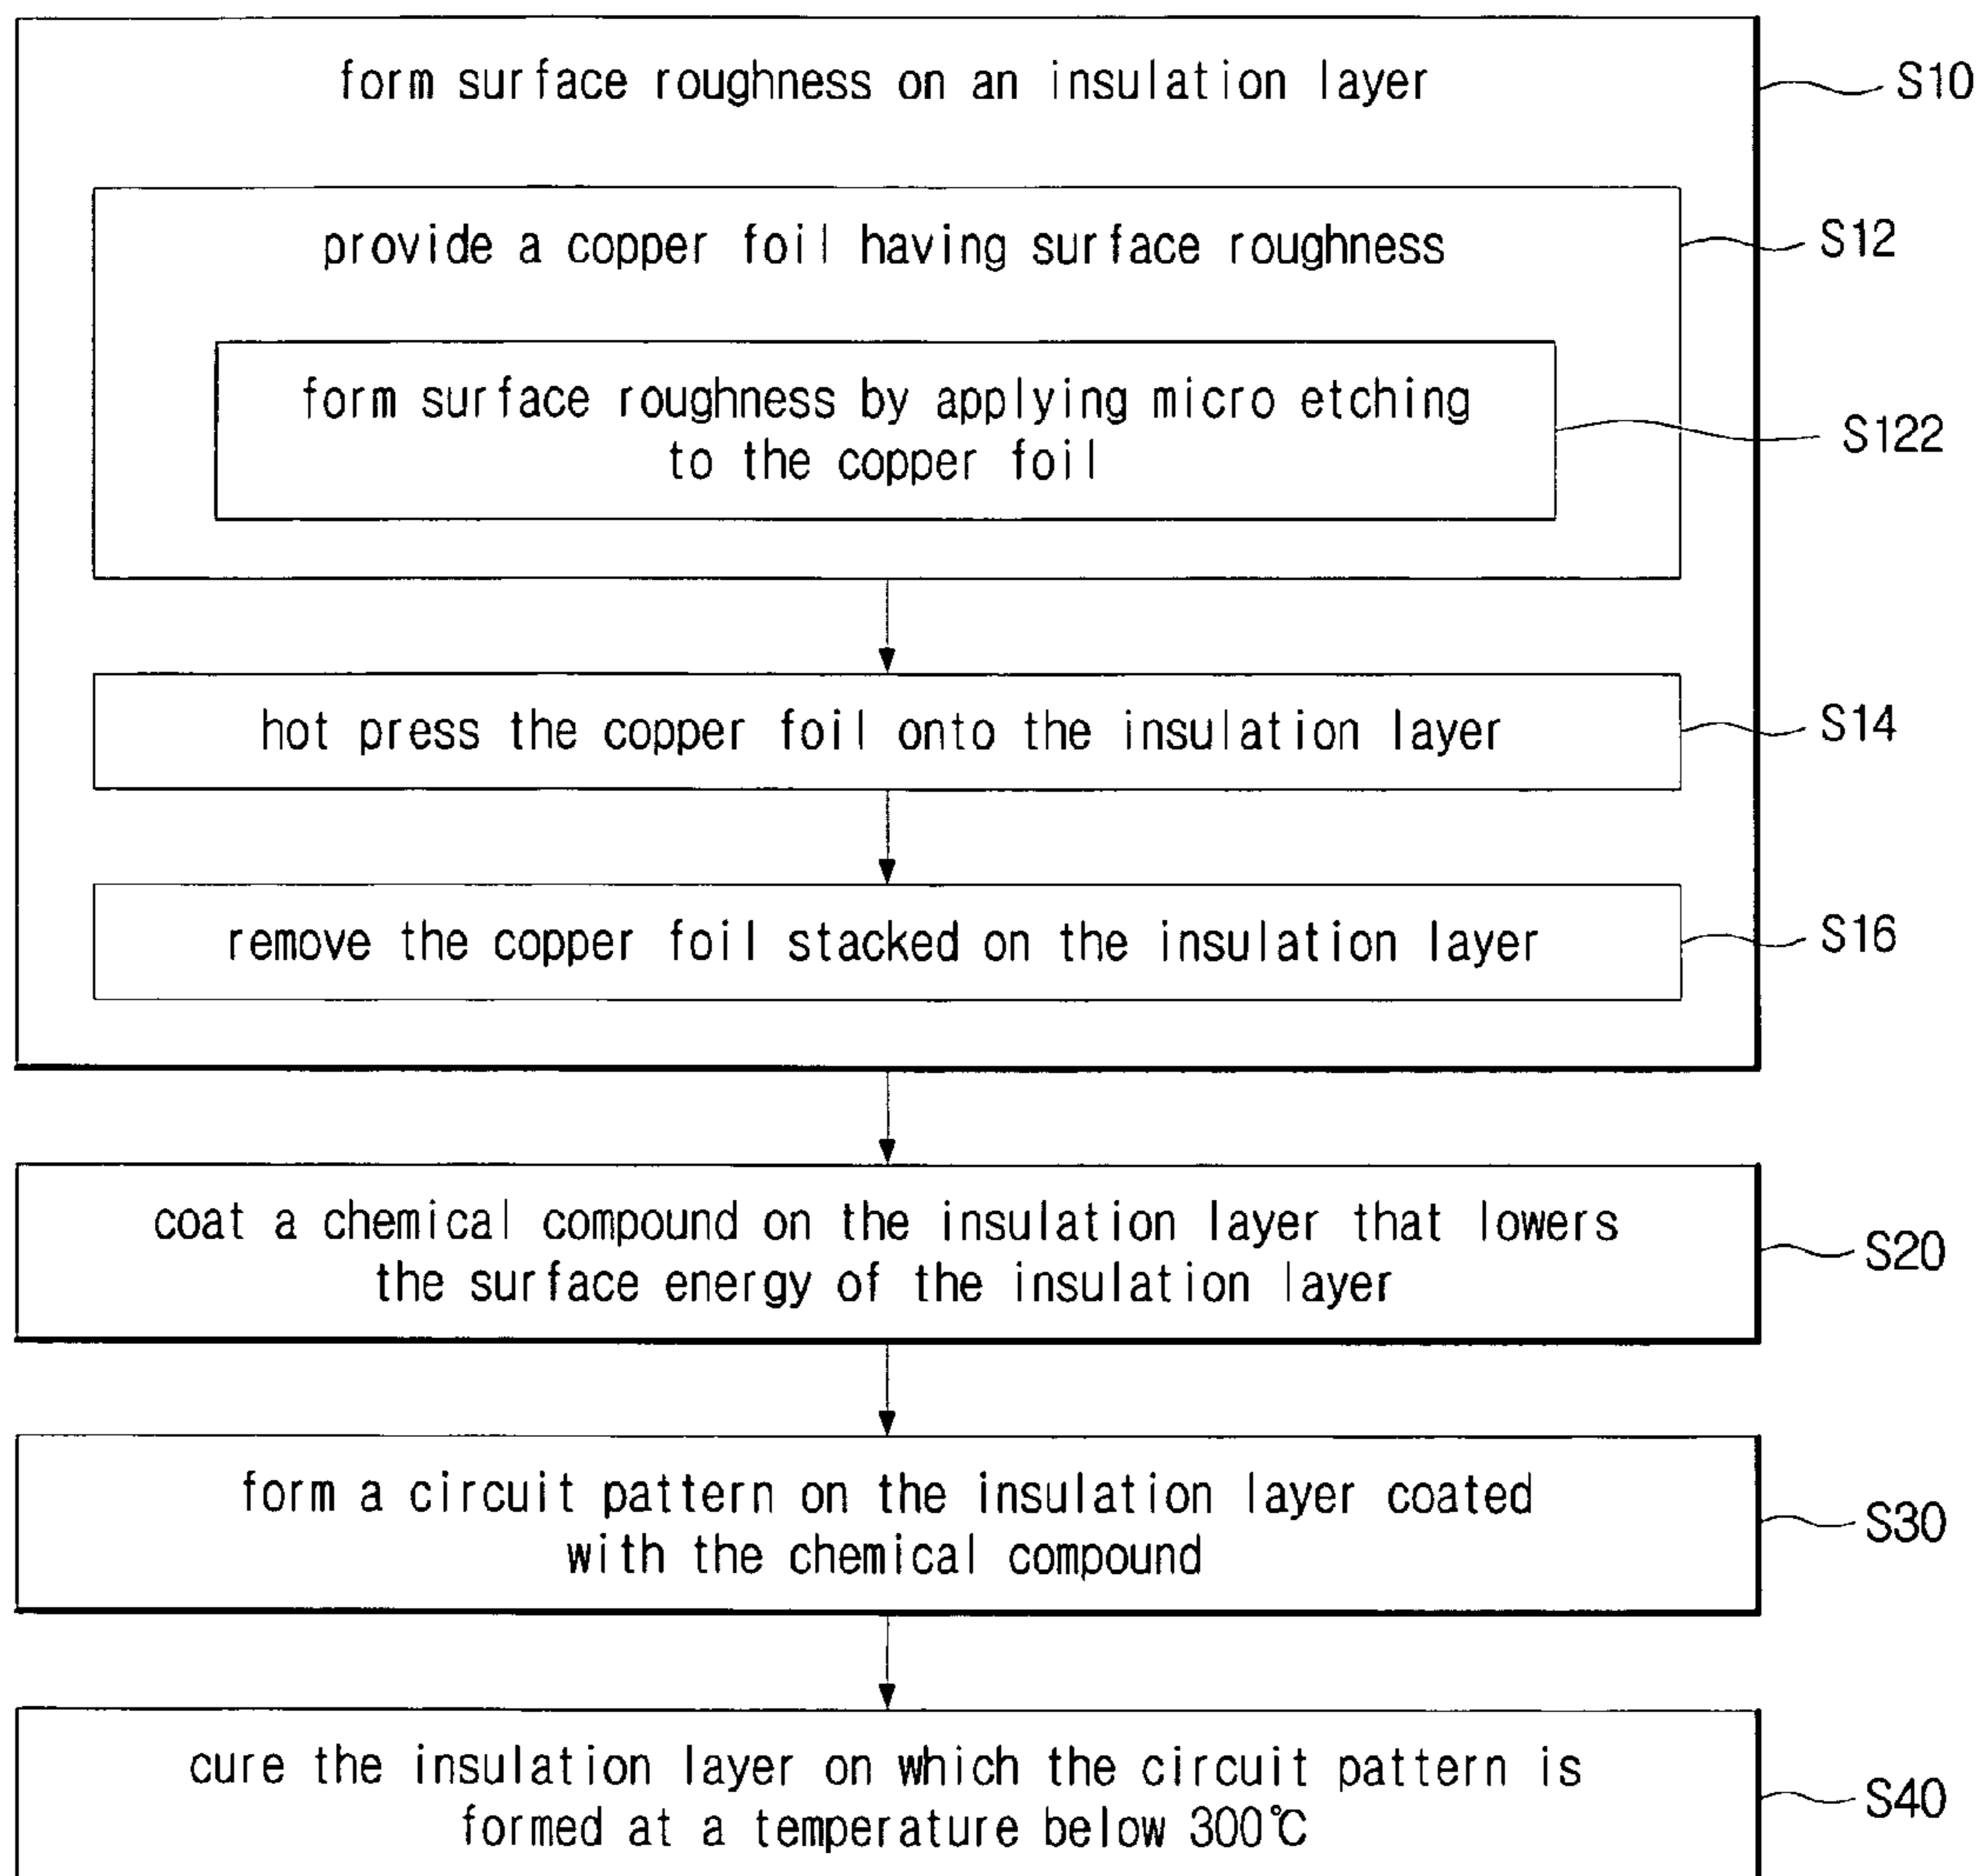 form surface roughness on an insulation layer
S10
provide a copper foil having surface roughness
S12
form surface roughness by applying micro etching
to the copper foil
S122
hot press the copper foil onto the insulation layer
S14
remove the copper foil stacked on the insulation layer
S16
coat a chemical compound on the insulation layer that lowers
the surface energy of the insulation layer
S20
form a circuit pattern on the insulation layer coated
with the chemical compound
S30
cure the insulation layer on which the circuit pattern is
formed at a temperature below 300℃
S40